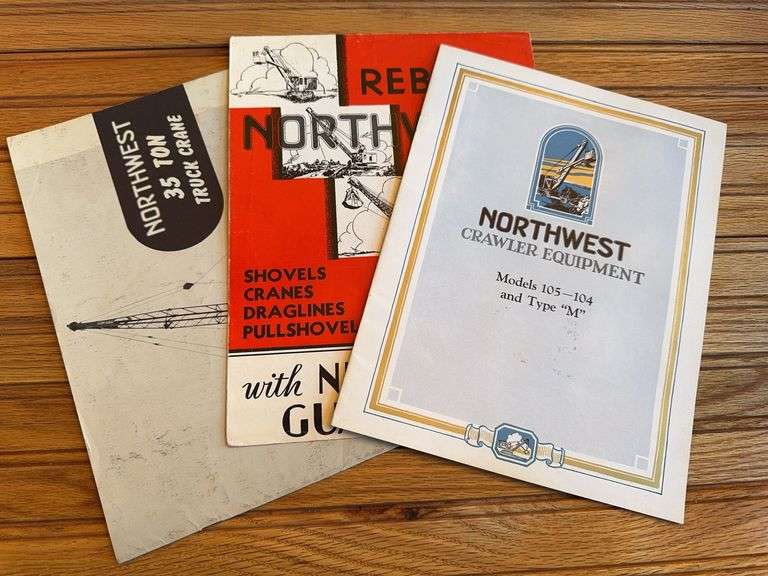 NORTHWEST
35 TON
TRUCK CRANE
REB
NORTHW
SHOVELS
CRANES
DRAGLINES
PULLSHOVEL
with N
GU
NORTHWEST
CRAWLER EQUIPMENT
Models 105—104
and Type "M"